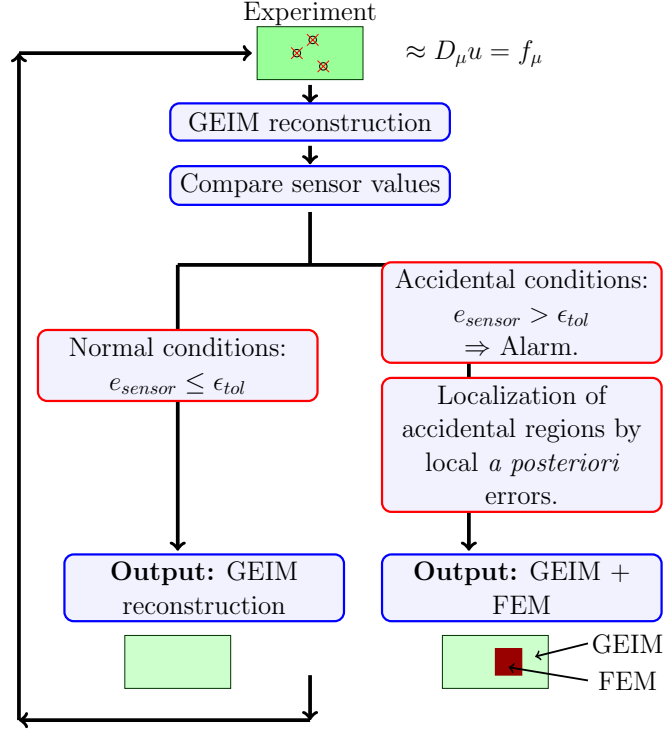 Experiment
≈ D_μ u = f_μ
GEIM reconstruction
Compare sensor values
Accidental conditions:
e_sensor > ϵ_tol
⇒ Alarm.
Normal conditions:
e_sensor ≤ ϵ_tol
Localization of
accidental regions by
local a posteriori
errors.
Output: GEIM
reconstruction
Output: GEIM +
FEM
GEIM
FEM